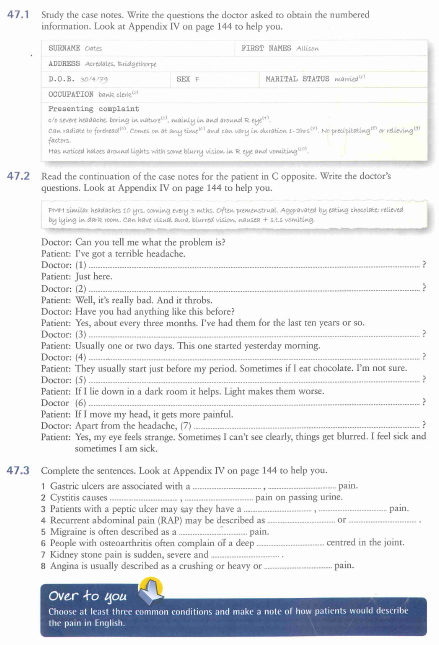 47.1 Study the case notes. Write the questions the doctor asked to obtain the numbered
information. Look at Appendix IV on page 144 to help you.
SURNAME Oates FIRST NAMES Allison
ADDRESS Acredales, Bridgethorpe
D.O.B. 30/4/79 SEX F MARITAL STATUS married(1)
OCCUPATION bank clerk(2)
Presenting complaint
c/o severe headache, boring in nature, mainly in and around R eye
Can radiate to forehead. Comes on at any time and can vary in duration 1-3hrs. No precipitating or relieving
factors.
Has noticed haloes around lights with some blurry vision in R eye and vomiting
47.2 Read the continuation of the case notes for the patient in C opposite. Write the doctor's
questions. Look at Appendix IV on page 144 to help you.
PMH similar headaches 10 yrs, coming every 3 mths. Often premenstrual. Aggravated by eating chocolate; relieved
by lying in dark room. Can have visual aura, blurred vision, nausea + vomiting.
Doctor: Can you tell me what the problem is?
Patient: I've got a terrible headache.
Doctor: (1) ?
Patient: Just here.
Doctor: (2) ?
Patient: Well, it's really bad. And it throbs.
Doctor: Have you had anything like this before?
Patient: Yes, about every three months. I've had them for the last ten years or so.
Doctor: (3) ?
Patient: Usually one or two days. This one started yesterday morning.
Doctor: (4) ?
Patient: They usually start just before my period. Sometimes if I eat chocolate. I'm not sure.
Doctor: (5) ?
Patient: If I lie down in a dark room it helps. Light makes them worse.
Doctor (6) ?
Patient: If I move my head, it gets more painful.
Doctor: Apart from the headache, (7) ?
Patient: Yes, my eye feels strange. Sometimes I can't see clearly, things get blurred. I feel sick and
sometimes I am sick.
47.3 Complete the sentences. Look at Appendix IV on page 144 to help you.
1 Gastric ulcers are associated with a , pain.
2 Cystitis causes , pain on passing urine.
3 Patients with a peptic ulcer may say they have a , pain.
4 Recurrent abdominal pain (RAP) may be described as or .
5 Migraine is often described as a pain.
6 People with osteoarthritis often complain of a deep centred in the joint.
7 Kidney stone pain is sudden, severe and .
8 Angina is usually described as a crushing or heavy or pain.
Over to you
Choose at least three common conditions and make a note of how patients would describe
the pain in English.